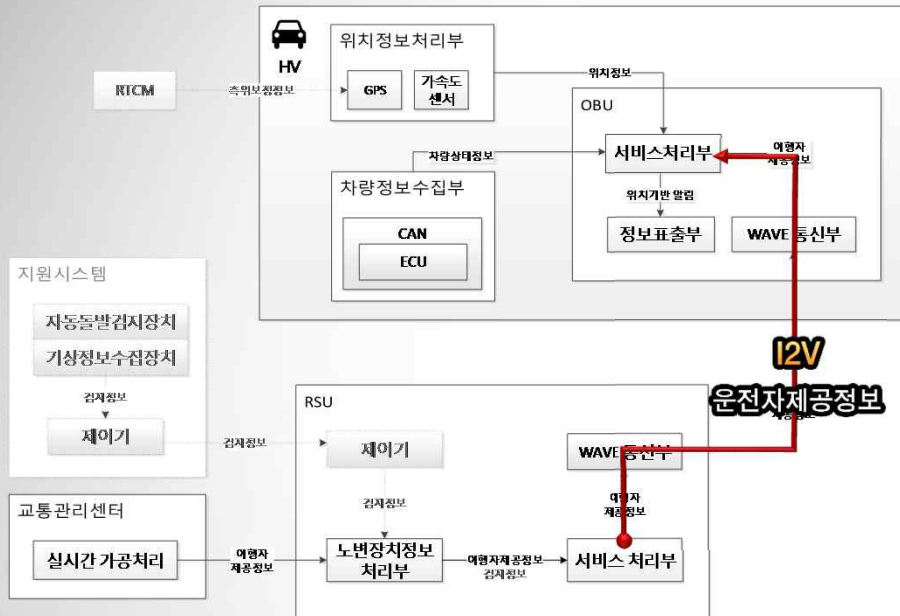 HV
위치정보처리부
GPS
가속도
센서
RTCM
측위보정정보
위치정보
OBU
서비스처리부
차량상태정보
차량정보수집부
CAN
ECU
위치기반 알림
정보표출부
WAVE 통신부
제공정보
지원시스템
자동돌발검지장치
기상정보수집장치
검지정보
제어기
검지정보
I2V
운전자제공정보
RSU
제어기
검지정보
WAVE 통신부
제공정보
교통관리센터
실시간 가공처리
여행자
제공정보
노변장치정보
처리부
여행자제공정보
검지정보
서비스 처리부